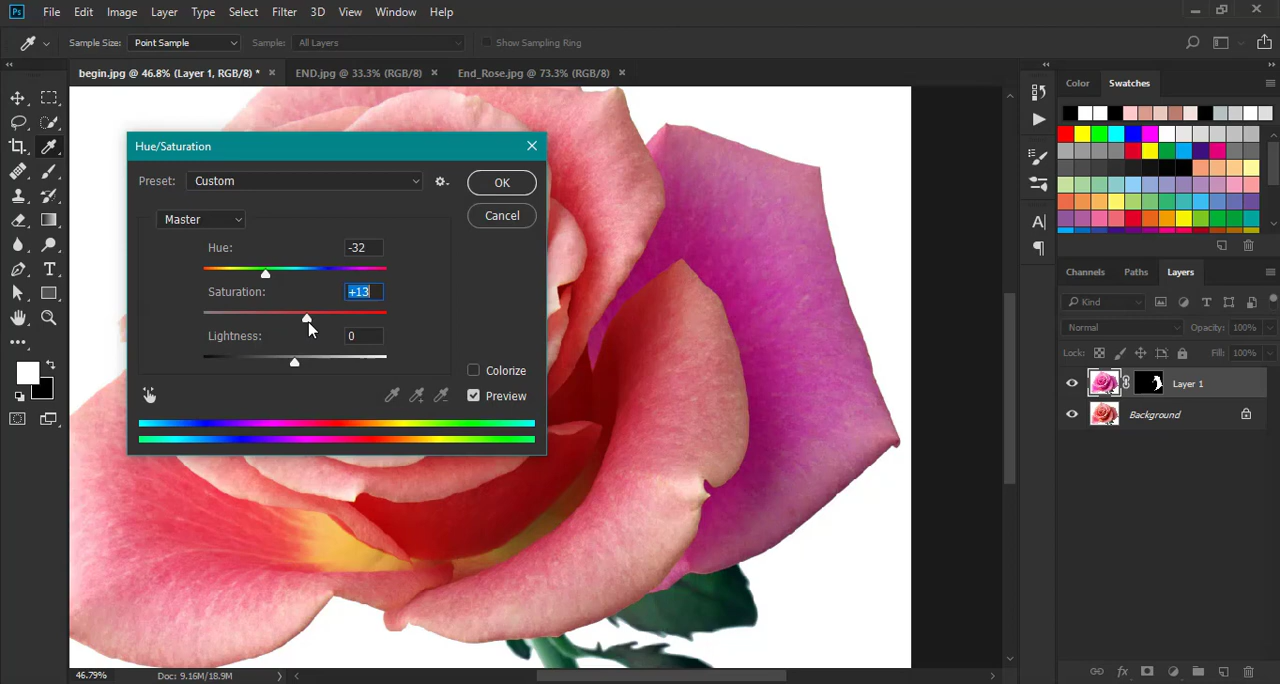 Ps File Edit Image Layer Type Select Filter 3D View Window Help
Sample Size: Point Sample Sample: All Layers Show Sampling Ring
begin.jpg @ 46.8% (Layer 1, RGB/8) * × END.jpg @ 33.3% (RGB/8) × End_Rose.jpg @ 73.3% (RGB/8) ×
Color Swatches
Hue/Saturation
Preset: Custom
OK
Master
Cancel
Hue: -32
Saturation: +13
Lightness: 0
Colorize
Preview
Channels Paths Layers
Kind
Normal Opacity: 100%
Lock: Fill: 100%
Layer 1
Background
46.79% Doc: 9.16M/18.9M